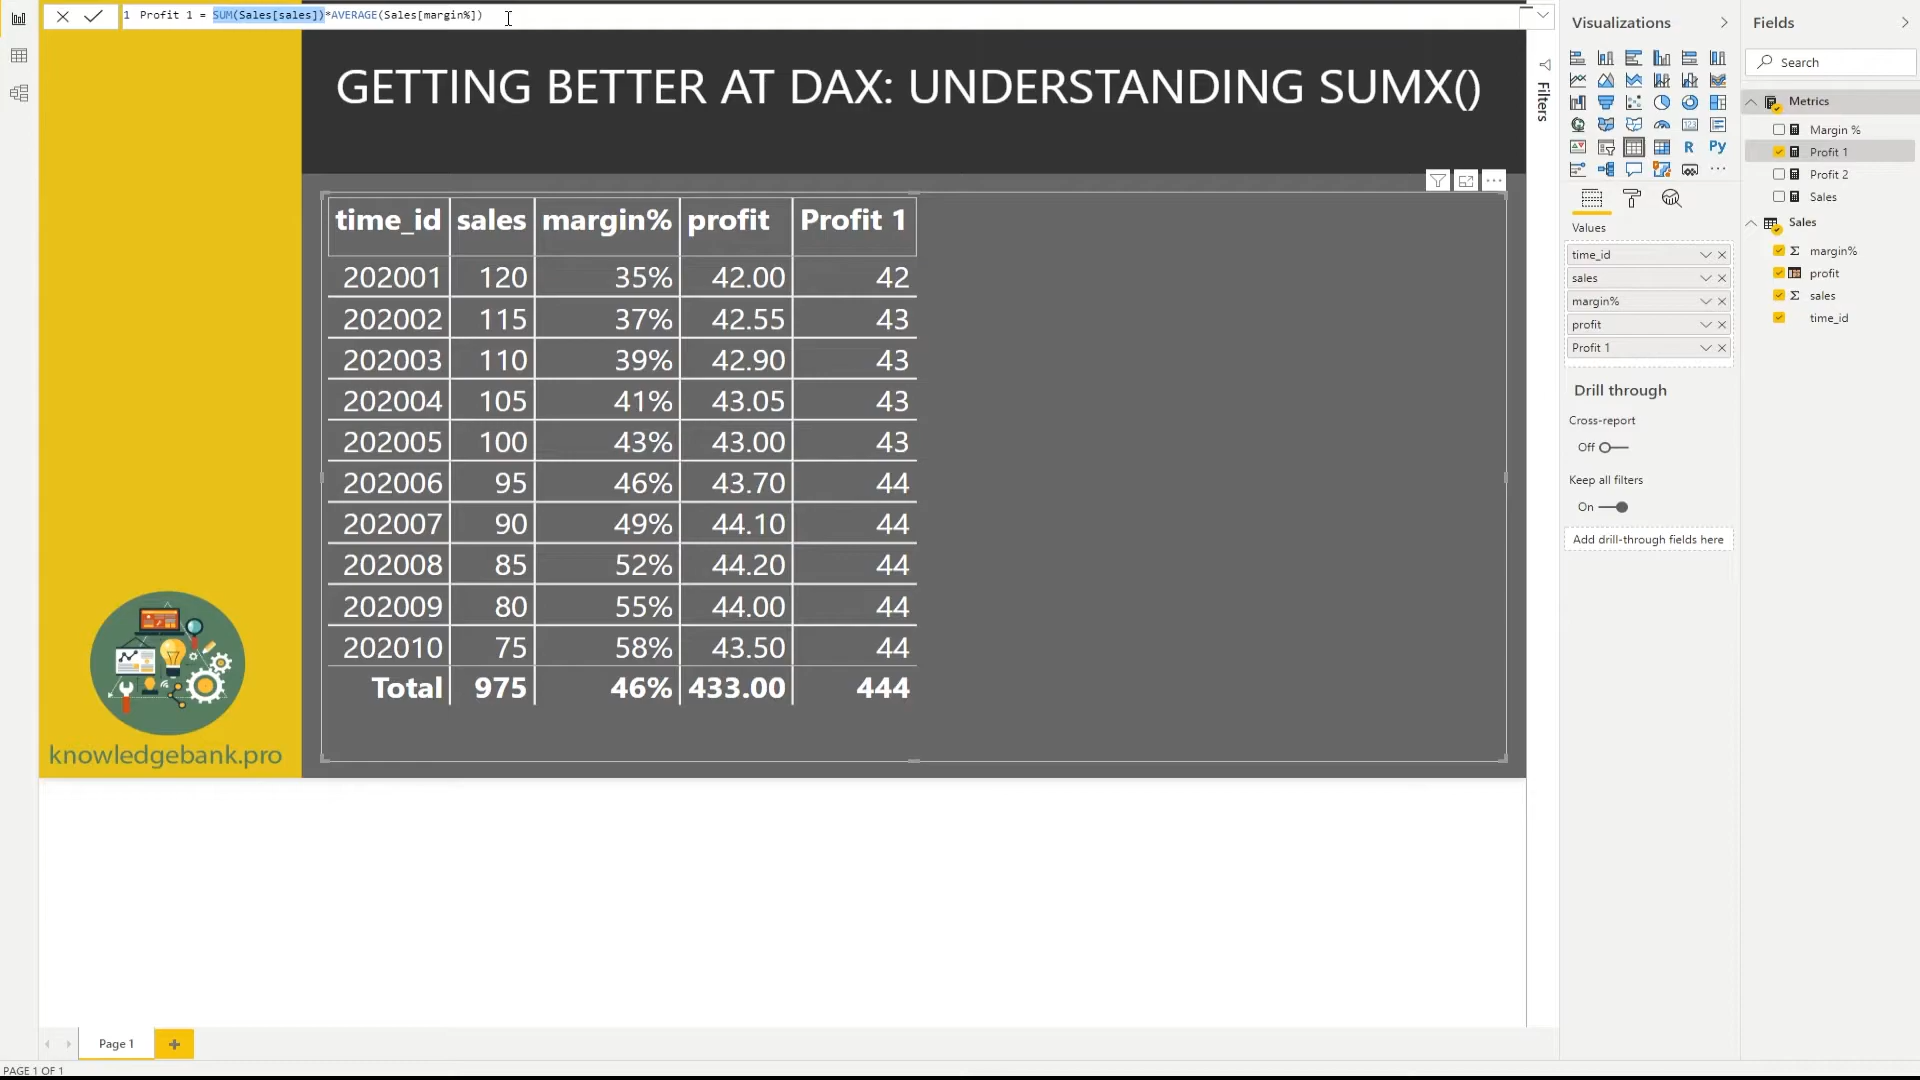 1 Profit 1 = SUM(Sales[sales])*AVERAGE(Sales[margin%])
GETTING BETTER AT DAX: UNDERSTANDING SUMX()
time_id sales margin% profit Profit 1
202001 120 35% 42.00 42
202002 115 37% 42.55 43
202003 110 39% 42.90 43
202004 105 41% 43.05 43
202005 100 43% 43.00 43
202006 95 46% 43.70 44
202007 90 49% 44.10 44
202008 85 52% 44.20 44
202009 80 55% 44.00 44
202010 75 58% 43.50 44
Total 975 46% 433.00 444
knowledgebank.pro
Page 1
PAGE 1 OF 1
Filters
Visualizations
R Py
Values
time_id
sales
margin%
profit
Profit 1
Drill through
Cross-report
Off
Keep all filters
On
Add drill-through fields here
Fields
Search
Metrics
Margin %
Profit 1
Profit 2
Sales
Sales
margin%
profit
sales
time_id